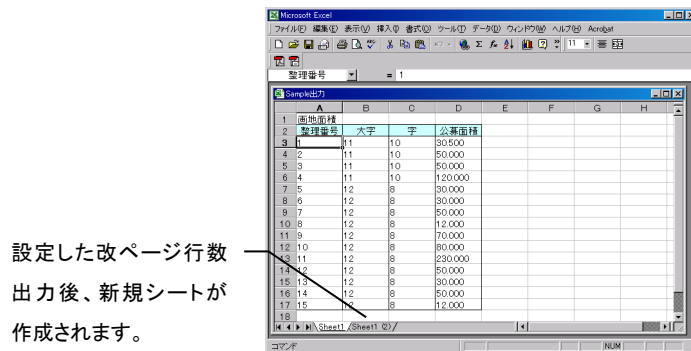 Microsoft Excel
ファイル(F) 編集(E) 表示(V) 挿入(I) 書式(O) ツール(T) データ(D) ウィンドウ(W) ヘルプ(H) Acrobat
11
整理番号 = 1
Sample出力
A B C D E F G H
1 画地面積
2 整理番号 大字 字 公募面積
3 1 11 10 30.500
4 2 11 10 50.000
5 3 11 10 50.000
6 4 11 10 120.000
7 5 12 8 30.000
8 6 12 8 30.000
9 7 12 8 50.000
10 8 12 8 12.000
11 9 12 8 70.000
12 10 12 8 80.000
13 11 12 8 230.000
14 12 12 8 50.000
15 13 12 8 30.000
16 14 12 8 50.000
17 15 12 8 12.000
18
Sheet1 Sheet1 (2)
コマンド NUM
設定した改ページ行数
出力後、新規シートが
作成されます。